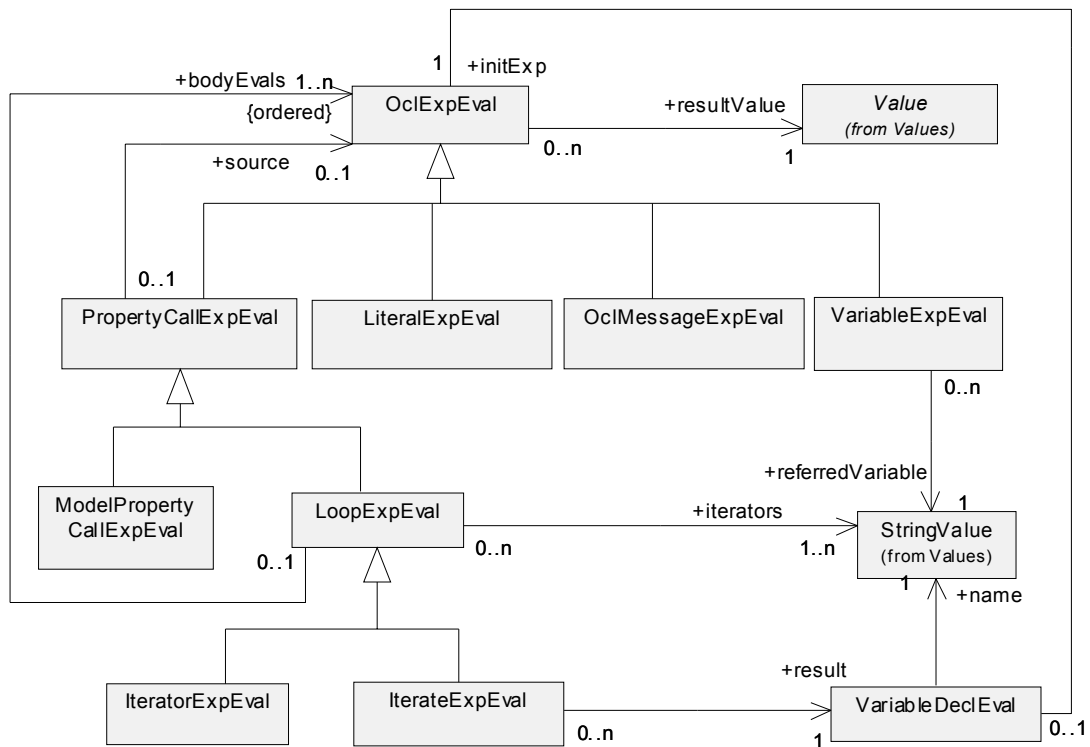 1
+initExp
+bodyEvals
1..n
{ordered}
OclExpEval
+resultValue
Value
(from Values)
0..n
1
+source
0..1
0..1
PropertyCallExpEval
LiteralExpEval
OclMessageExpEval
VariableExpEval
0..n
+referredVariable
1
ModelProperty
CallExpEval
LoopExpEval
+iterators
0..n
1..n
0..1
StringValue
(from Values)
1
+name
IteratorExpEval
IterateExpEval
+result
0..n
1
VariableDeclEval
0..1